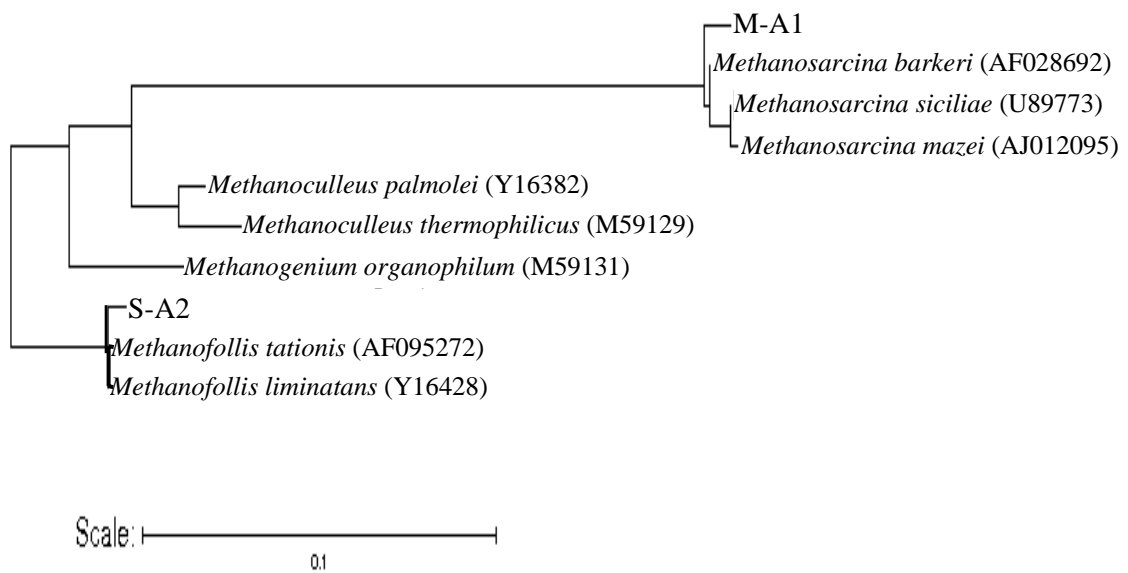 M-A1
Methanosarcina barkeri (AF028692)
Methanosarcina siciliae (U89773)
Methanosarcina mazei (AJ012095)
Methanoculleus palmolei (Y16382)
Methanoculleus thermophilicus (M59129)
Methanogenium organophilum (M59131)
S-A2
Methanofollis tationis (AF095272)
Methanofollis liminatans (Y16428)
Scale:
0.1